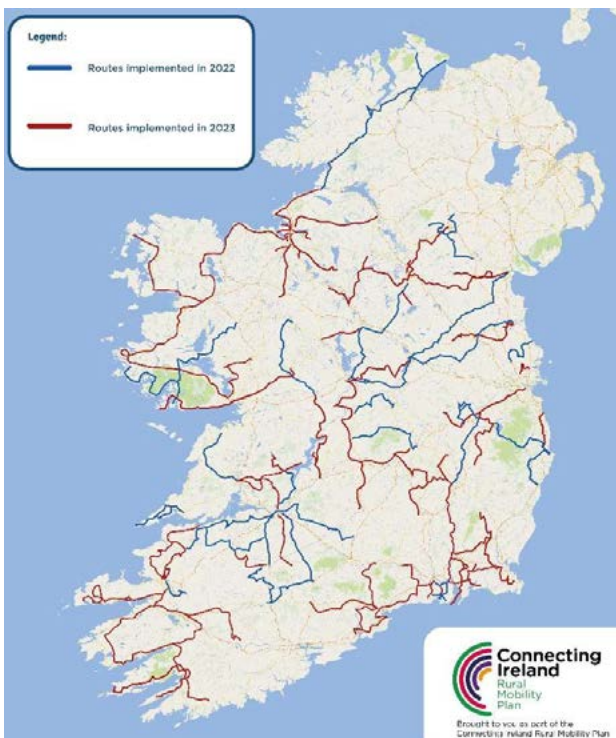 Legend:
Routes implemented in 2022
Routes implemented in 2023
Connecting
Ireland
Rural
Mobility
Plan
Brought to you as part of the
Connecting Ireland Rural Mobility Plan